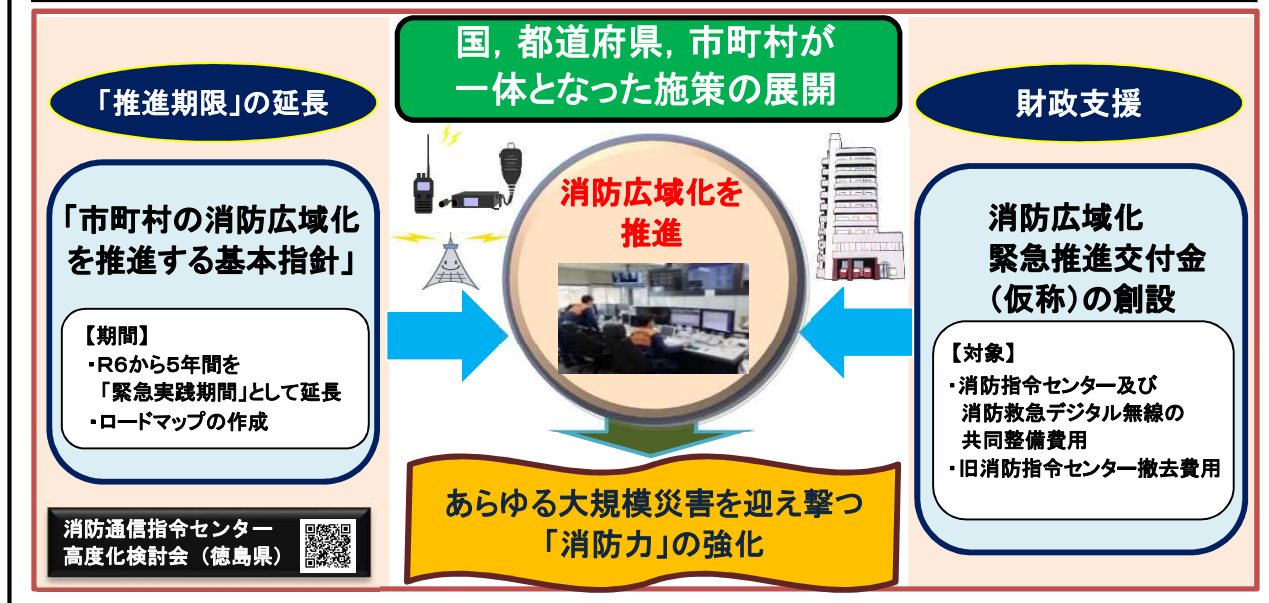 国，都道府県，市町村が
一体となった施策の展開
「推進期限」の延長
「市町村の消防広域化
を推進する基本指針」
【期間】
・R6から5年間を
「緊急実践期間」として延長
・ロードマップの作成
消防通信指令センター
高度化検討会（徳島県）
消防広域化を
推進
あらゆる大規模災害を迎え撃つ
「消防力」の強化
財政支援
消防広域化
緊急推進交付金
（仮称）の創設
【対象】
・消防指令センター及び
消防救急デジタル無線の
共同整備費用
・旧消防指令センター撤去費用